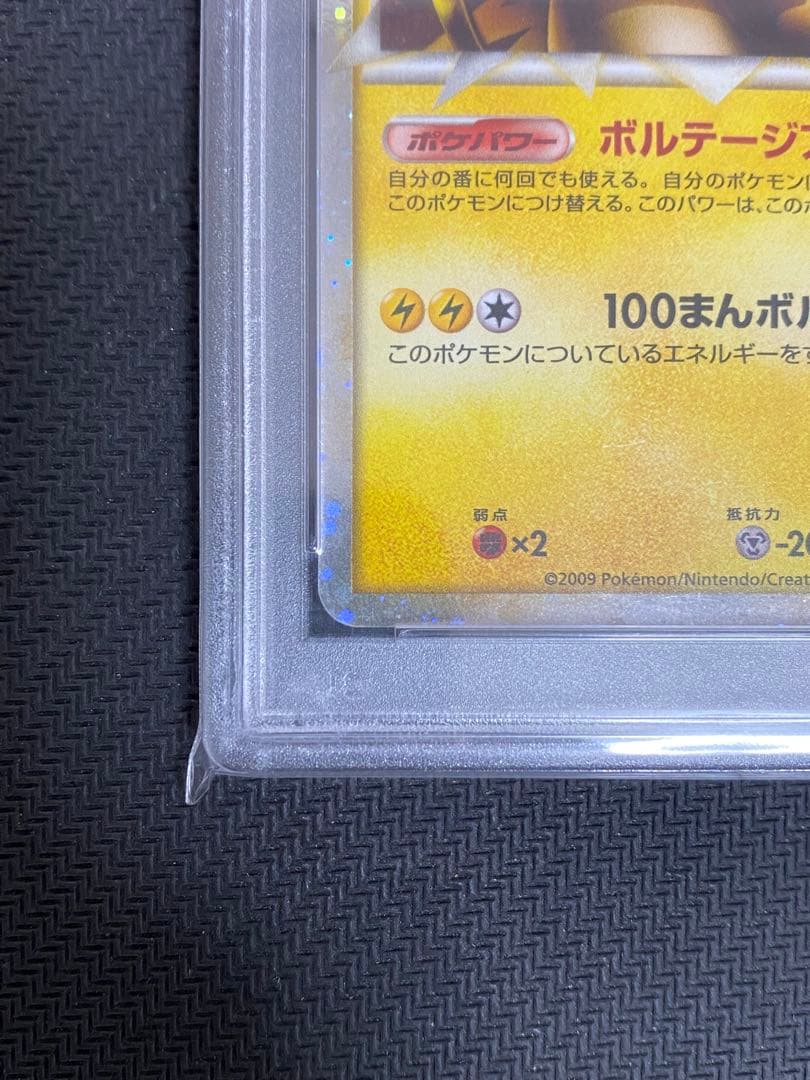 ポケパワー ボルテージ
自分の番に何回でも使える。自分のポケモン
このポケモンにつけ替える。このパワーは、この
100まんボル
このポケモンについているエネルギーを
弱点 抵抗力
×2 -20
©2009 Pokémon/Nintendo/Creat